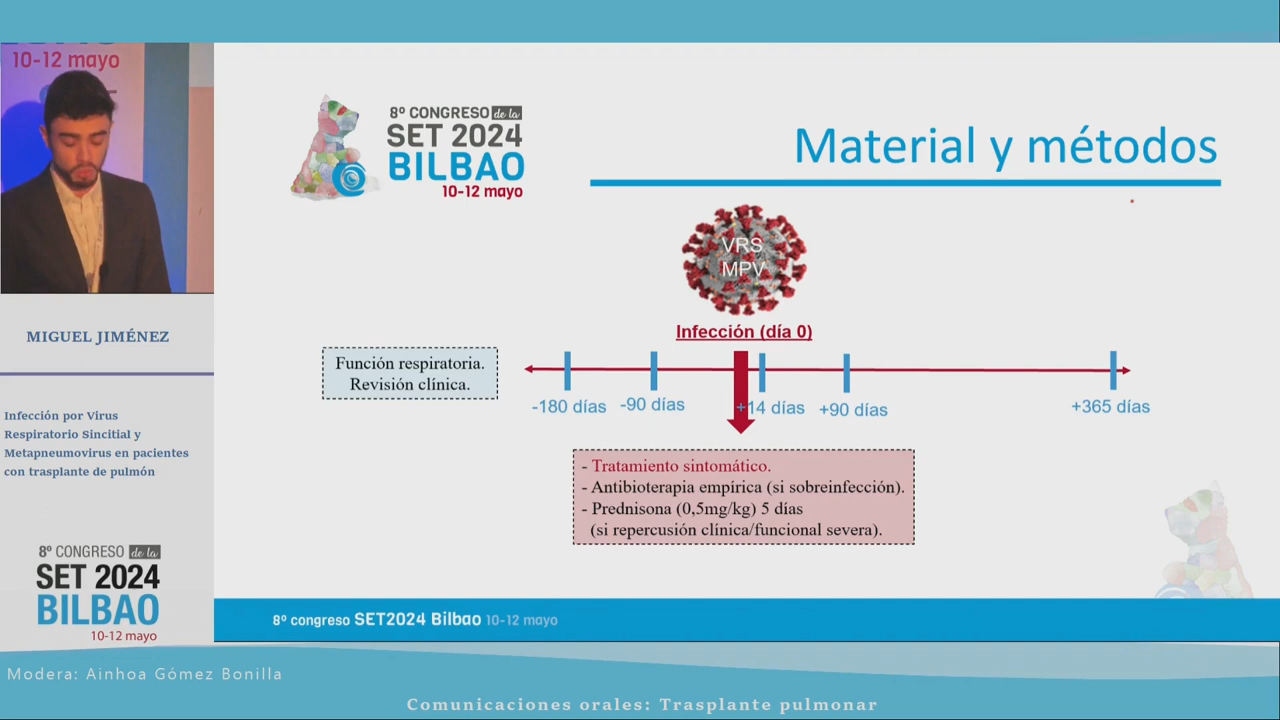 10-12 mayo
MIGUEL JIMÉNEZ
Infección por Virus
Respiratorio Sincitial y
Metapneumovirus en pacientes
con trasplante de pulmón
8º CONGRESO de la
SET 2024
BILBAO
10-12 mayo
8º CONGRESO de la
SET 2024
BILBAO
10-12 mayo
Material y métodos
VRS
MPV
Infección (día 0)
Función respiratoria.
Revisión clínica.
-180 días
-90 días
+14 días
+90 días
+365 días
- Tratamiento sintomático.
- Antibioterapia empírica (si sobreinfección).
- Prednisona (0,5mg/kg) 5 días
(si repercusión clínica/funcional severa).
8º congreso SET2024 Bilbao 10-12 mayo
Modera: Ainhoa Gómez Bonilla
Comunicaciones orales: Trasplante pulmonar